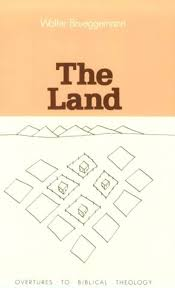 Walter Brueggemann
The
Land
OVERTURES TO BIBLICAL THEOLOGY